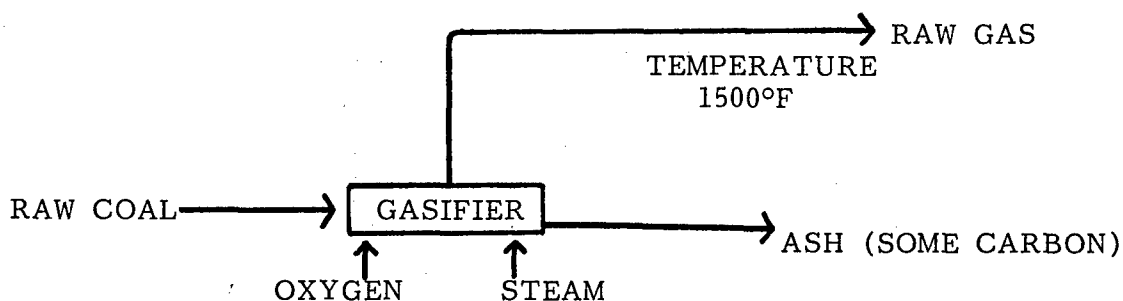 RAW GAS
TEMPERATURE
1500°F
RAW COAL
GASIFIER
ASH (SOME CARBON)
OXYGEN
STEAM